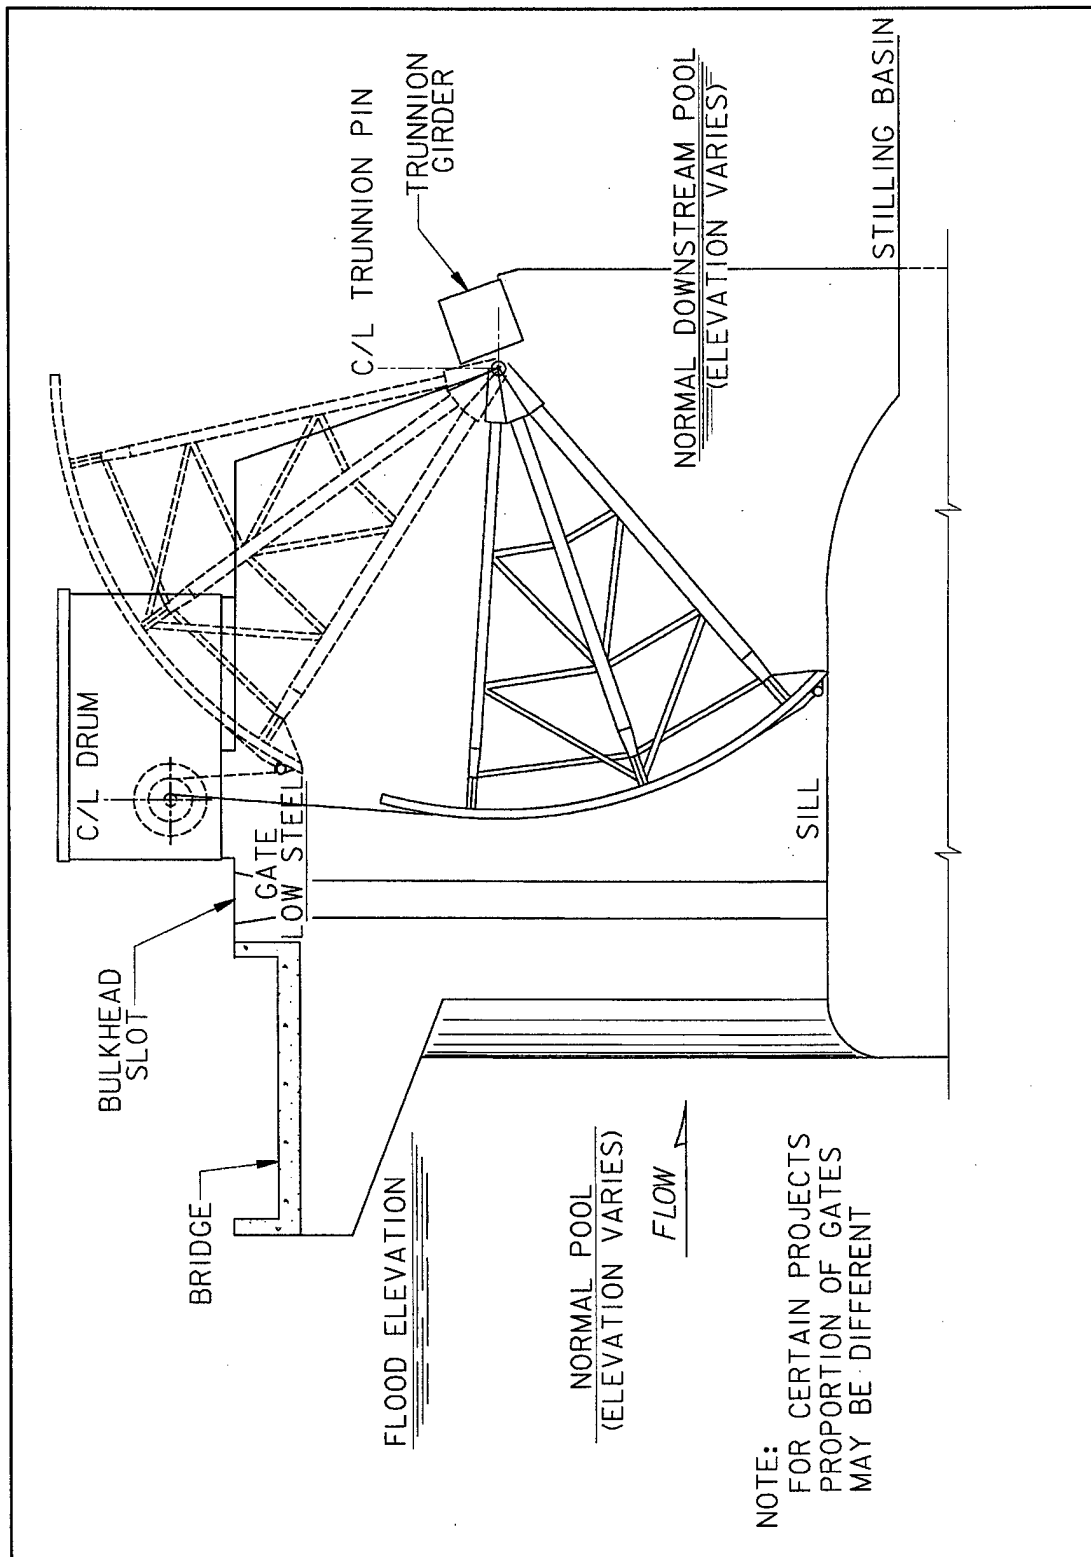 BRIDGE
BULKHEAD
SLOT
C/L DRUM
GATE
LOW STEEL
C/L TRUNNION PIN
TRUNNION
GIRDER
FLOOD ELEVATION
NORMAL POOL
(ELEVATION VARIES)
FLOW
SILL
NORMAL DOWNSTREAM POOL
(ELEVATION VARIES)
STILLING BASIN
NOTE:
FOR CERTAIN PROJECTS
PROPORTION OF GATES
MAY BE DIFFERENT